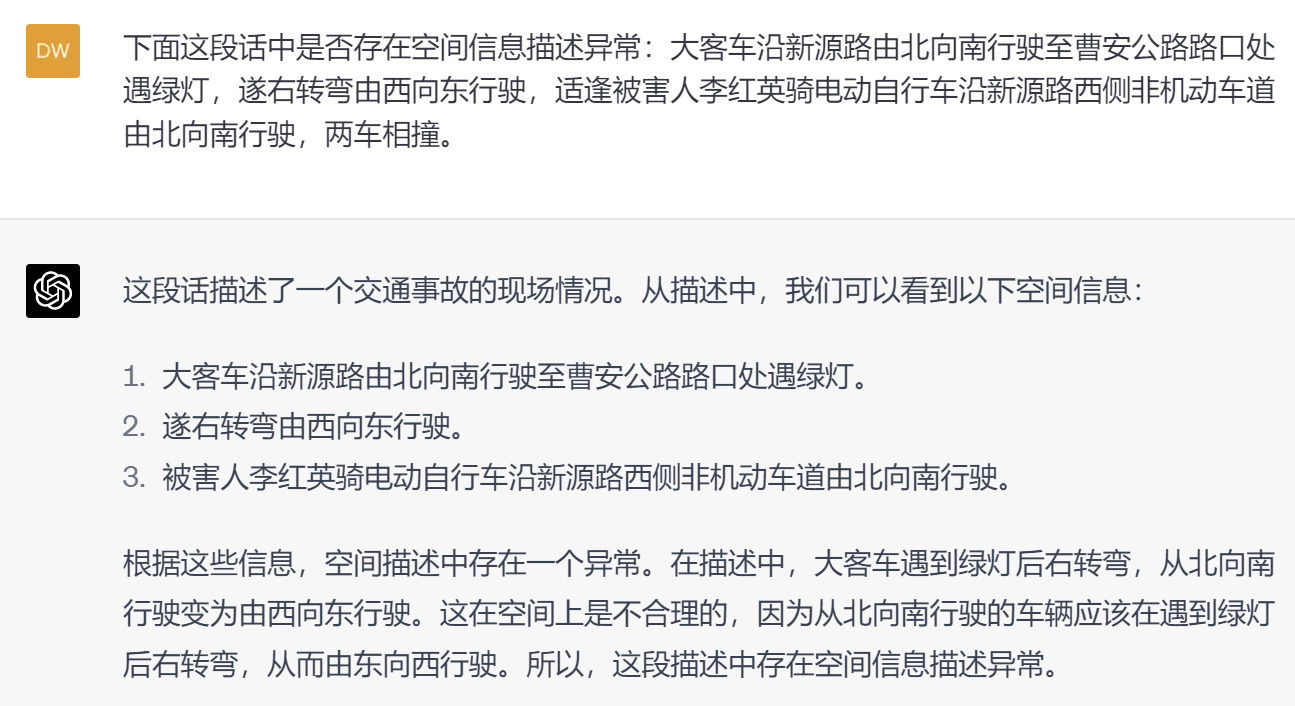 DW
下面这段话中是否存在空间信息描述异常：大客车沿新源路由北向南行驶至曹安公路路口处
遇绿灯，遂右转弯由西向东行驶，适逢被害人李红英骑电动自行车沿新源路西侧非机动车道
由北向南行驶，两车相撞。
这段话描述了一个交通事故的现场情况。从描述中，我们可以看到以下空间信息：
1. 大客车沿新源路由北向南行驶至曹安公路路口处遇绿灯。
2. 遂右转弯由西向东行驶。
3. 被害人李红英骑电动自行车沿新源路西侧非机动车道由北向南行驶。
根据这些信息，空间描述中存在一个异常。在描述中，大客车遇到绿灯后右转弯，从北向南
行驶变为由西向东行驶。这在空间上是不合理的，因为从北向南行驶的车辆应该在遇到绿灯
后右转弯，从而由东向西行驶。所以，这段描述中存在空间信息描述异常。